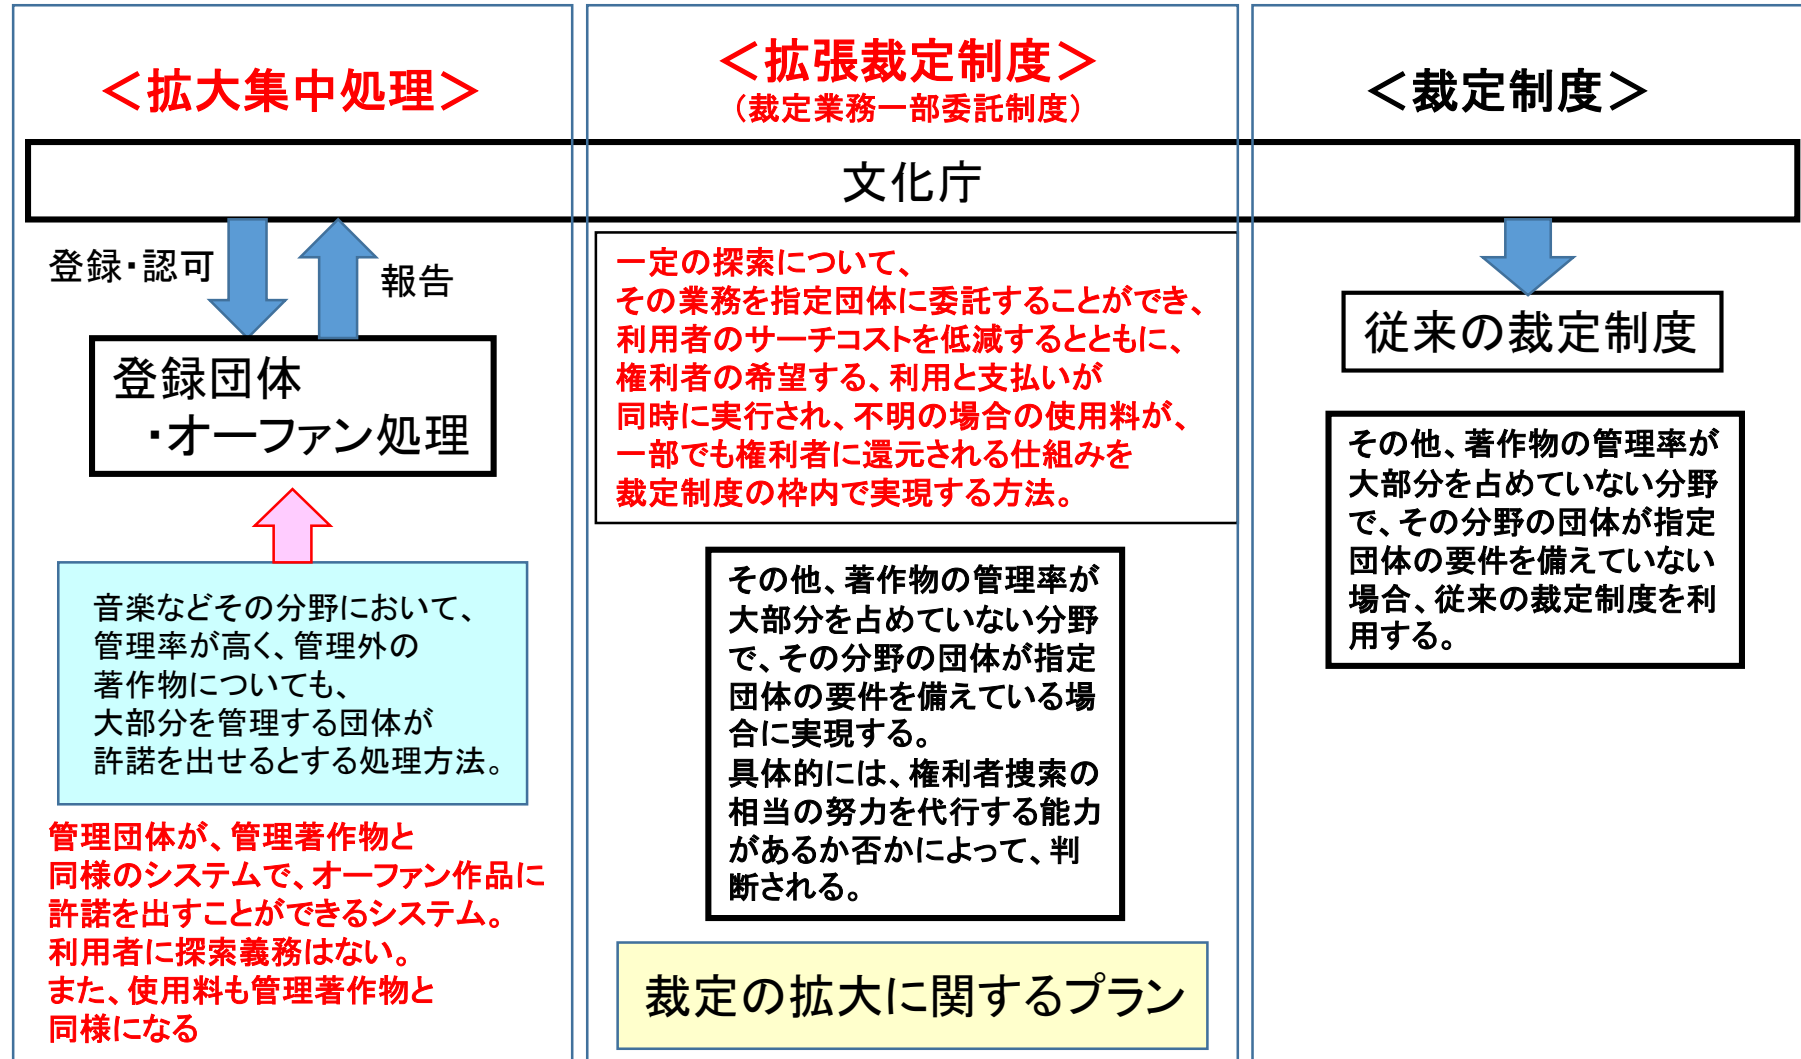 ＜拡大集中処理＞
＜拡張裁定制度＞
（裁定業務一部委託制度）
＜裁定制度＞
文化庁
登録・認可
報告
登録団体
・オーファン処理
音楽などその分野において、
管理率が高く、管理外の
著作物についても、
大部分を管理する団体が
許諾を出せるとする処理方法。
管理団体が、管理著作物と
同様のシステムで、オーファン作品に
許諾を出すことができるシステム。
利用者に探索義務はない。
また、使用料も管理著作物と
同様になる
一定の探索について、
その業務を指定団体に委託することができ、
利用者のサーチコストを低減するとともに、
権利者の希望する、利用と支払いが
同時に実行され、不明の場合の使用料が、
一部でも権利者に還元される仕組みを
裁定制度の枠内で実現する方法。
その他、著作物の管理率が
大部分を占めていない分野
で、その分野の団体が指定
団体の要件を備えている場
合に実現する。
具体的には、権利者捜索の
相当の努力を代行する能力
があるか否かによって、判
断される。
裁定の拡大に関するプラン
従来の裁定制度
その他、著作物の管理率が
大部分を占めていない分野
で、その分野の団体が指定
団体の要件を備えていない
場合、従来の裁定制度を利
用する。